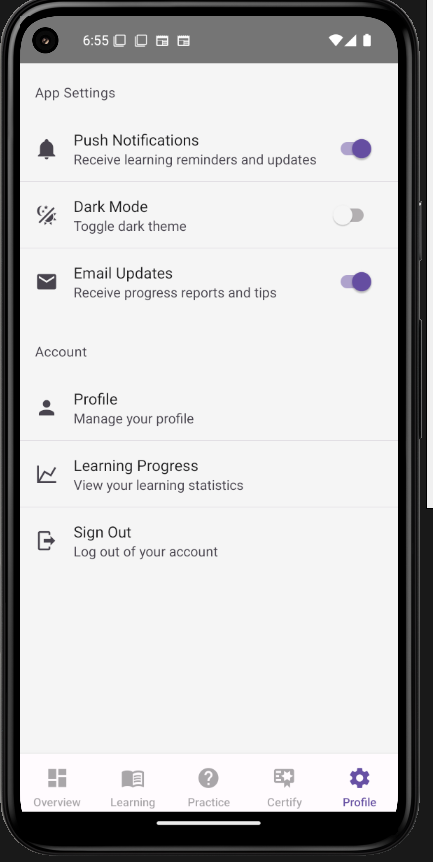 6:55
App Settings
Push Notifications
Receive learning reminders and updates
Dark Mode
Toggle dark theme
Email Updates
Receive progress reports and tips
Account
Profile
Manage your profile
Learning Progress
View your learning statistics
Sign Out
Log out of your account
Overview Learning Practice Certify Profile